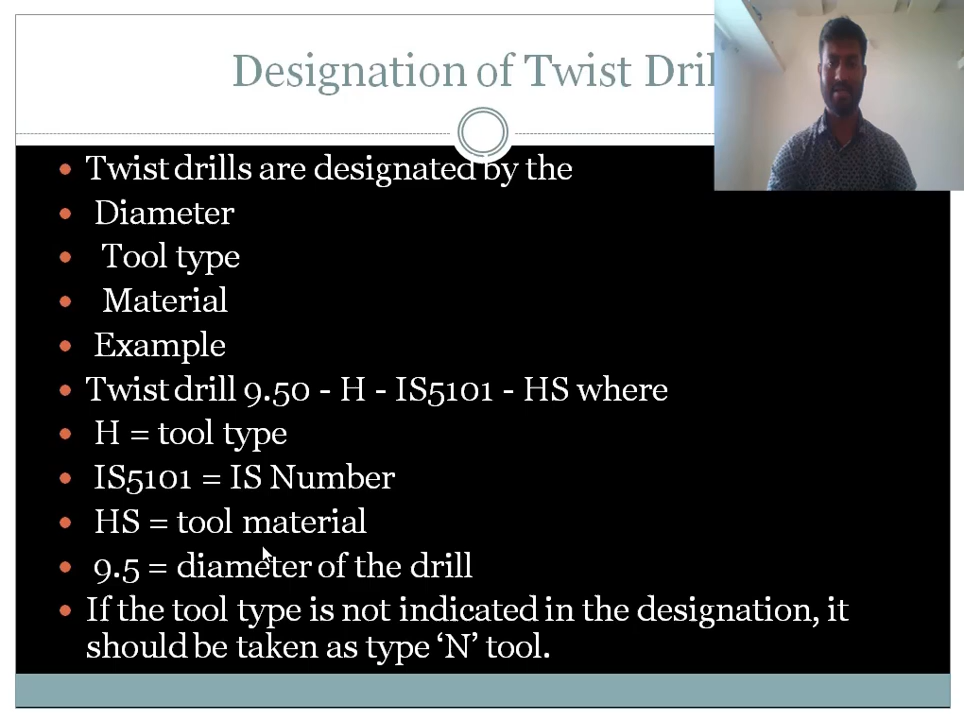 Designation of Twist
Twist drills are designated by the
Diameter
Tool type
Material
Example
Twist drill 9.50 - H - IS5101 - HS where
H = tool type
IS5101 = IS Number
HS = tool material
9.5 = diameter of the drill
If the tool type is not indicated in the designation, it
should be taken as type ‘N’ tool.